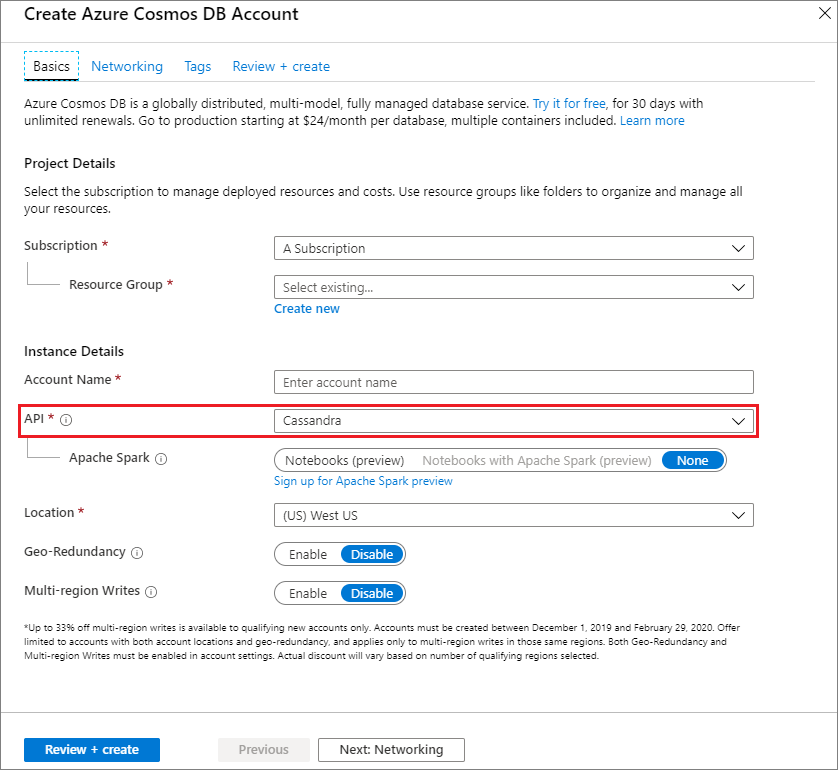 Create Azure Cosmos DB Account
Basics Networking Tags Review + create
Azure Cosmos DB is a globally distributed, multi-model, fully managed database service. Try it for free, for 30 days with
unlimited renewals. Go to production starting at $24/month per database, multiple containers included. Learn more
Project Details
Select the subscription to manage deployed resources and costs. Use resource groups like folders to organize and manage all
your resources.
Subscription * A Subscription
Resource Group * Select existing...
Create new
Instance Details
Account Name * Enter account name
API * Cassandra
Apache Spark Notebooks (preview) Notebooks with Apache Spark (preview) None
Sign up for Apache Spark preview
Location * (US) West US
Geo-Redundancy Enable Disable
Multi-region Writes Enable Disable
*Up to 33% off multi-region writes is available to qualifying new accounts only. Accounts must be created between December 1, 2019 and February 29, 2020. Offer
limited to accounts with both account locations and geo-redundancy, and applies only to multi-region writes in those same regions. Both Geo-Redundancy and
Multi-region Writes must be enabled in account settings. Actual discount will vary based on number of qualifying regions selected.
Review + create Previous Next: Networking